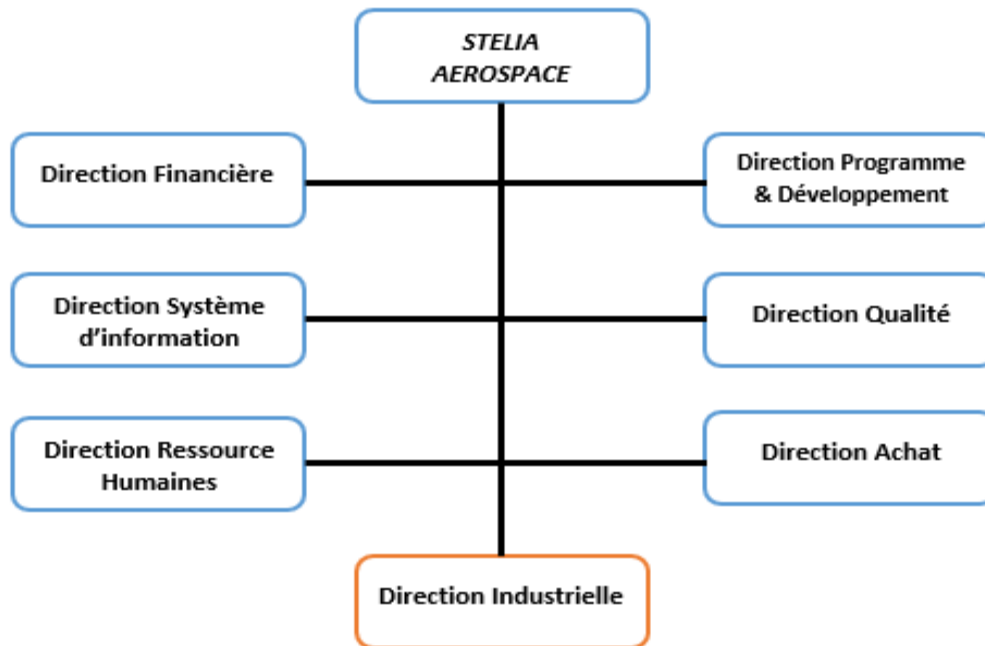 STELIA
AEROSPACE
Direction Financière
Direction Programme
& Développement
Direction Système
d’information
Direction Qualité
Direction Ressource
Humaines
Direction Achat
Direction Industrielle